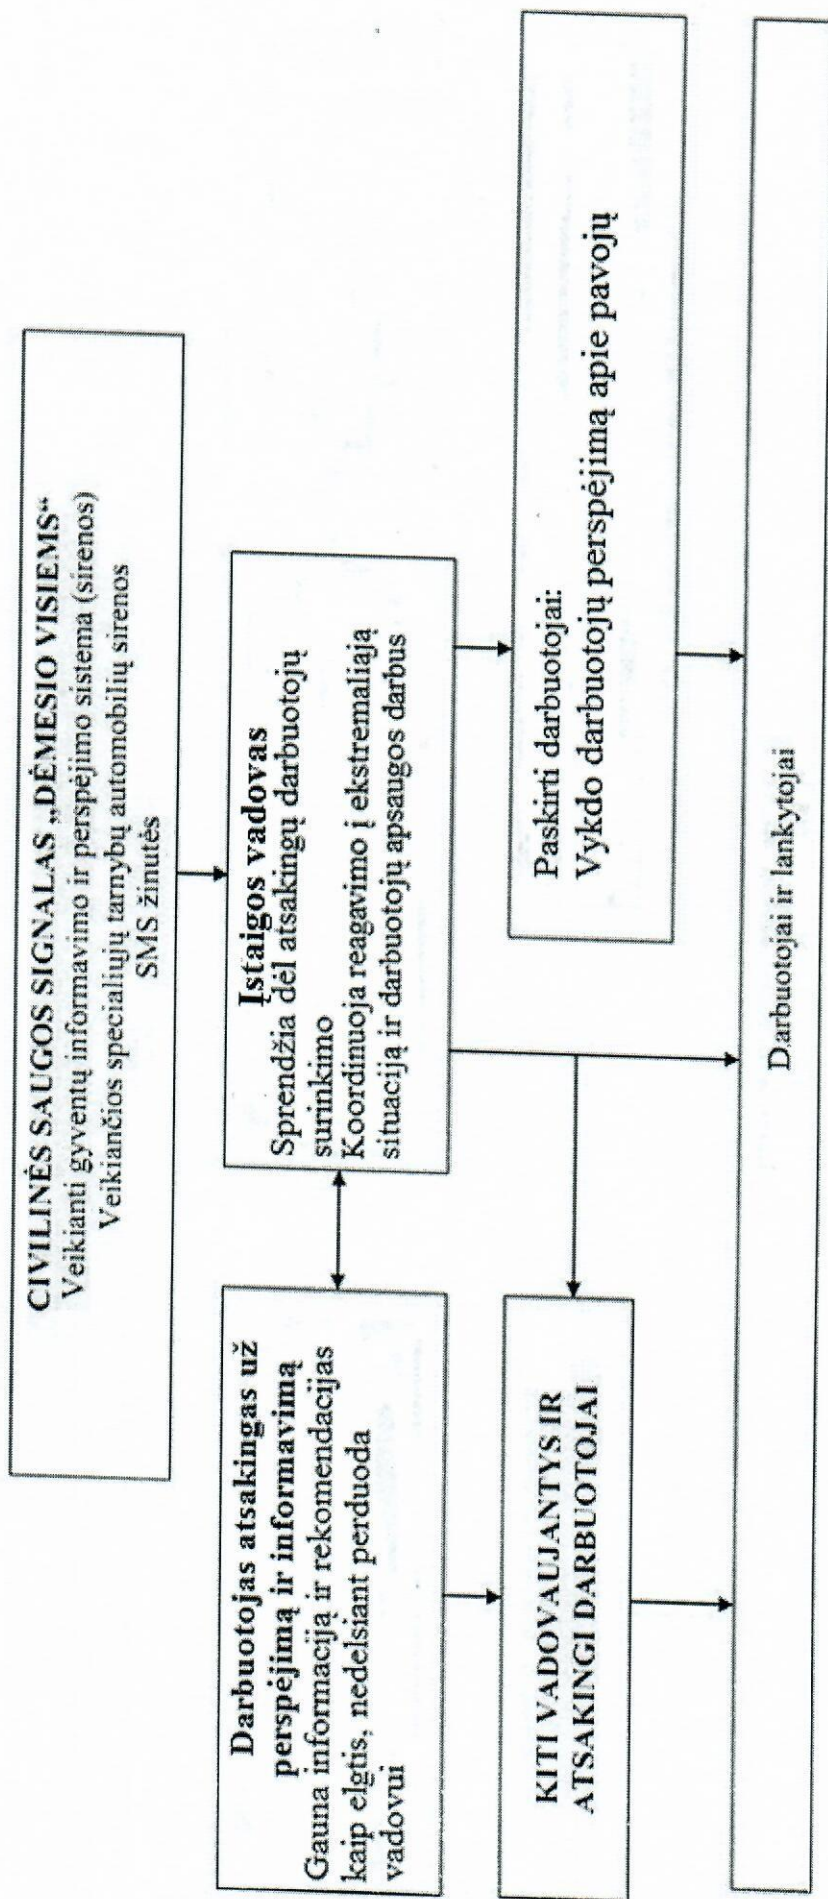 CIVILINĖS SAUGOS SIGNALAS „DĖMESIO VISIEMS“
Veikianti gyventų informavimo ir perspėjimo sistema (sirenos)
Veikiančios specialiųjų tarnybų automobilių sirenos
SMS žinutės
Darbuotojas atsakingas už
perspėjimą ir informavimą
Gauna informaciją ir rekomendacijas
kaip elgtis, nedelsiant perduoda
vadovui
Įstaigos vadovas
Sprendžia dėl atsakingų darbuotojų
surinkimo
Koordinuoja reagavimo į ekstremaliąją
situaciją ir darbuotojų apsaugos darbus
KITI VADOVAUJANTYS IR
ATSAKINGI DARBUOTOJAI
Paskirti darbuotojai:
Vykdo darbuotojų perspėjimą apie pavojų
Darbuotojai ir lankytojai